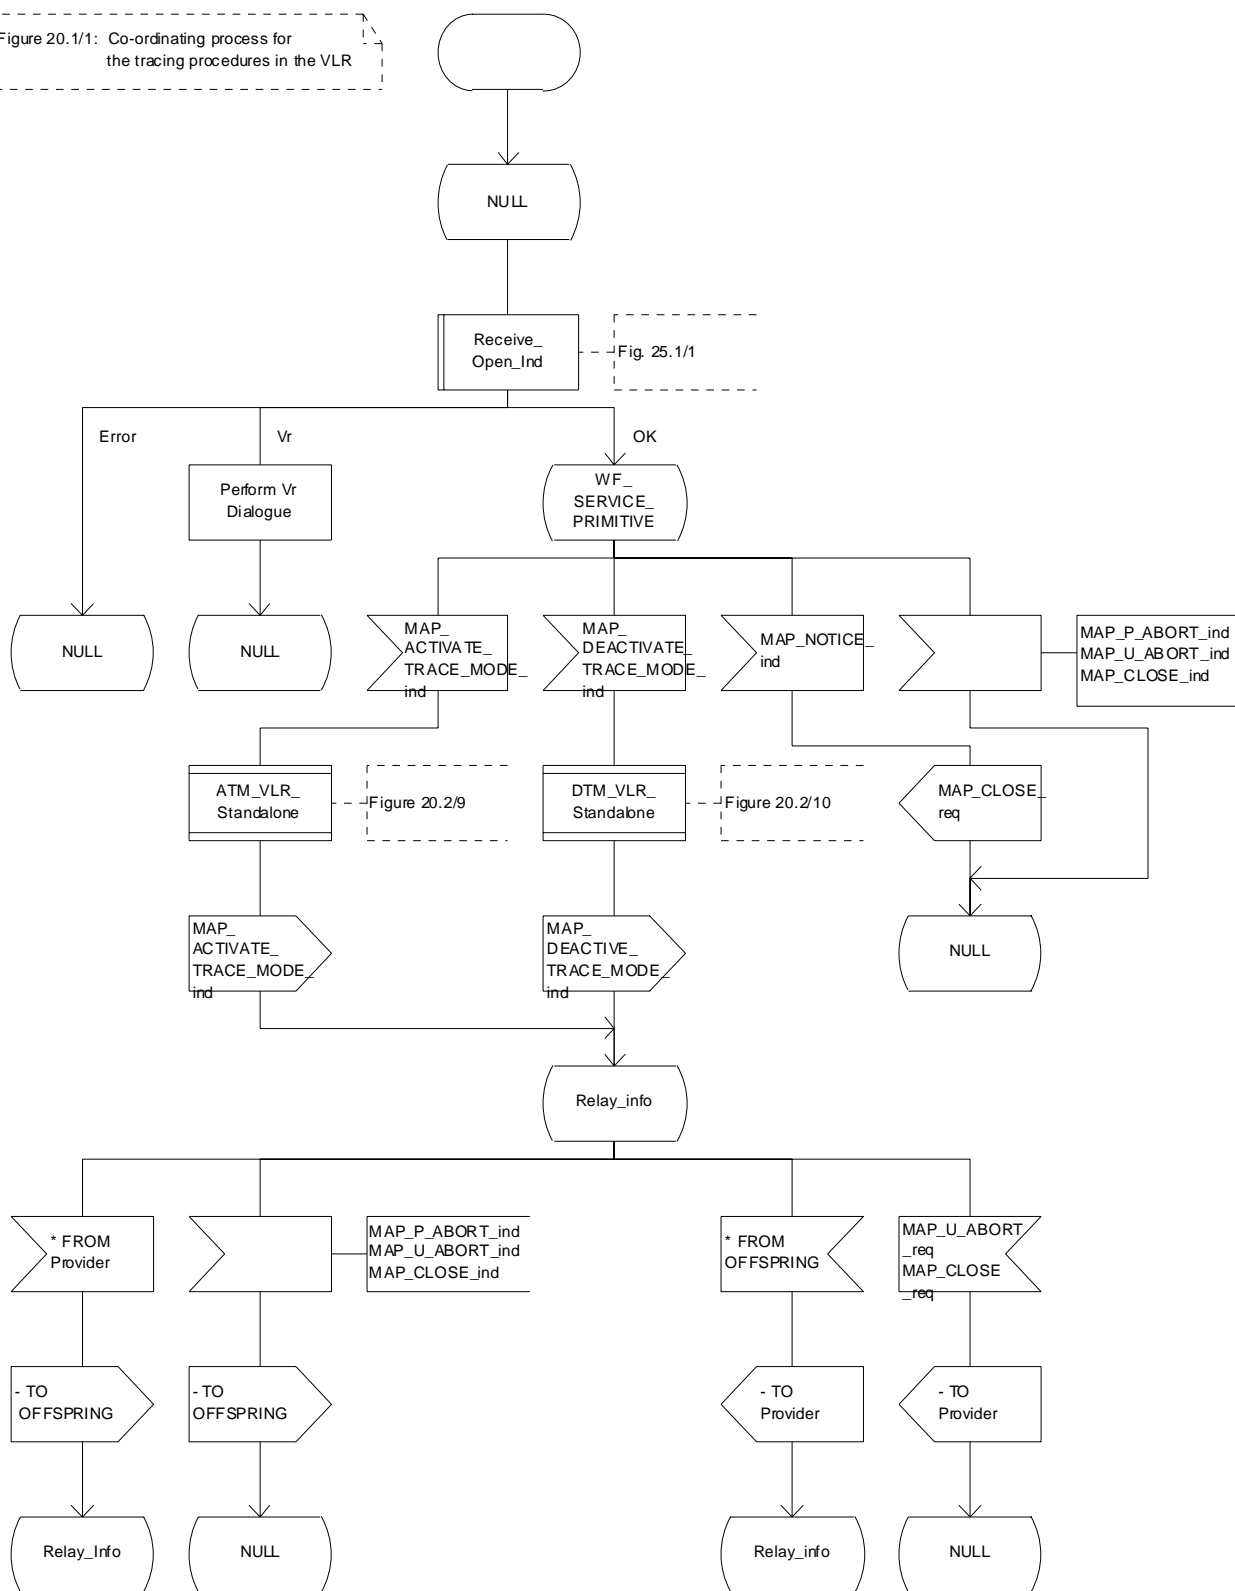 Figure 20.1/1: Co-ordinating process for
the tracing procedures in the VLR
NULL
Receive_
Open_Ind
Fig. 25.1/1
Error
Vr
OK
Perform Vr
Dialogue
WF_
SERVICE_
PRIMITIVE
NULL
NULL
MAP_
ACTIVATE_
TRACE_MODE_
ind
MAP_
DEACTIVATE_
TRACE_MODE_
ind
MAP_NOTICE_
ind
MAP_P_ABORT_ind
MAP_U_ABORT_ind
MAP_CLOSE_ind
ATM_VLR_
Standalone
Figure 20.2/9
DTM_VLR_
Standalone
Figure 20.2/10
MAP_CLOSE_
req
MAP_
ACTIVATE_
TRACE_MODE_
ind
MAP_
DEACTIVE_
TRACE_MODE_
ind
NULL
Relay_info
* FROM
Provider
MAP_P_ABORT_ind
MAP_U_ABORT_ind
MAP_CLOSE_ind
* FROM
OFFSPRING
MAP_U_ABORT
_req
MAP_CLOSE
_req
- TO
OFFSPRING
- TO
OFFSPRING
- TO
Provider
- TO
Provider
Relay_Info
NULL
Relay_info
NULL